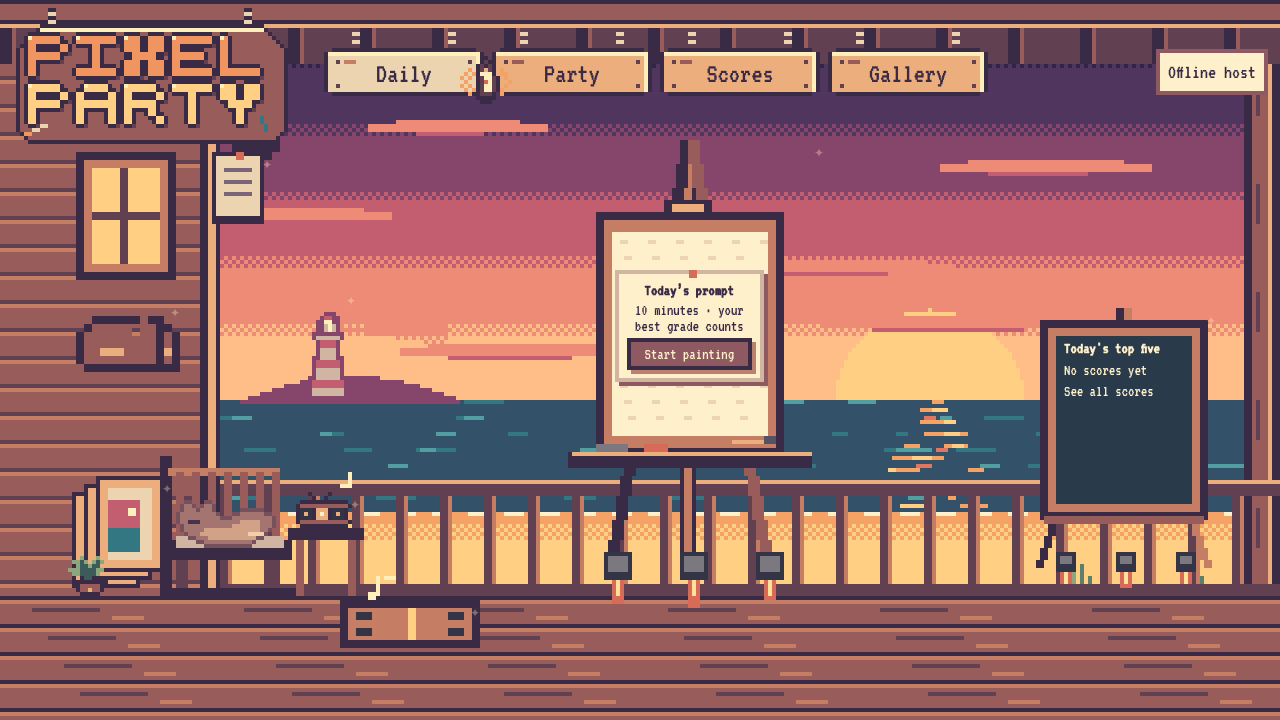 PIXEL
PARTY
Daily
Party
Scores
Gallery
Offline host
Today's prompt
10 minutes · your
best grade counts
Start painting
Today's top five
No scores yet
See all scores